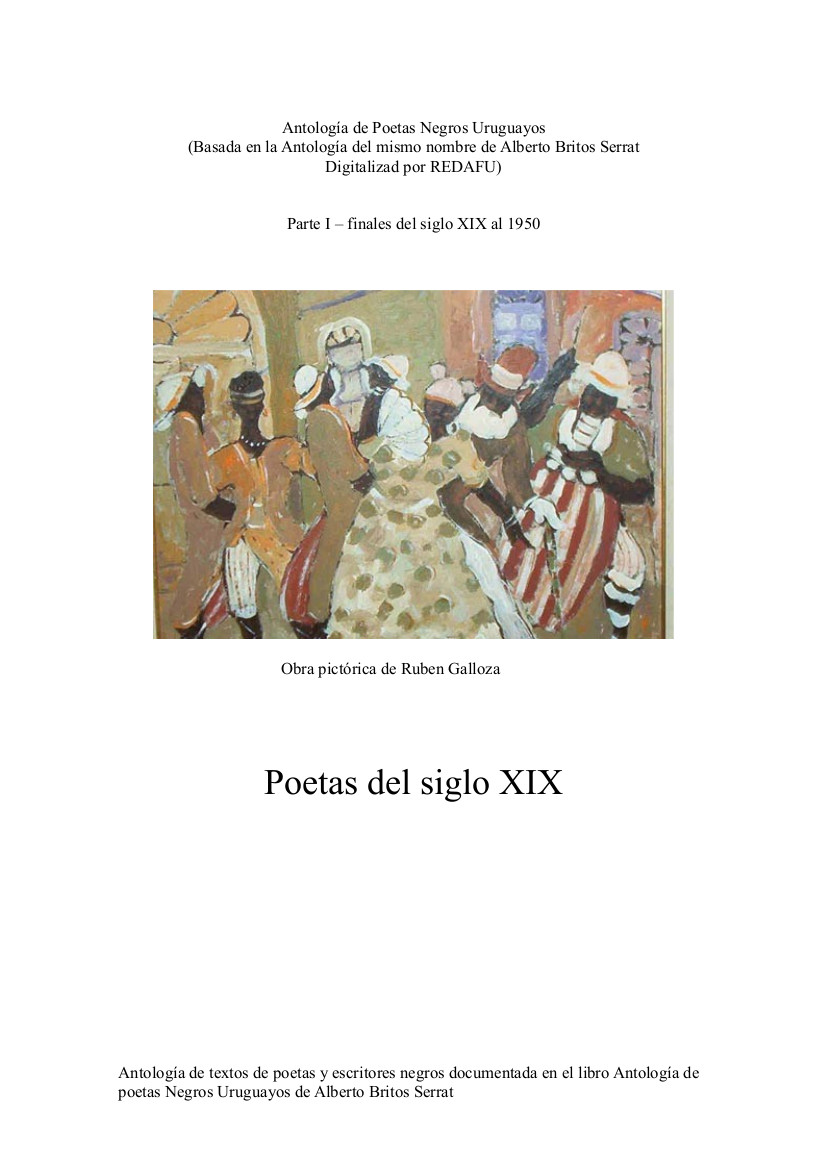 Antología de Poetas Negros Uruguayos
(Basada en la Antología del mismo nombre de Alberto Britos Serrat
Digitalizad por REDAFU)
Parte I – finales del siglo XIX al 1950
Obra pictórica de Ruben Galloza
Poetas del siglo XIX
Antología de textos de poetas y escritores negros documentada en el libro Antología de
poetas Negros Uruguayos de Alberto Britos Serrat